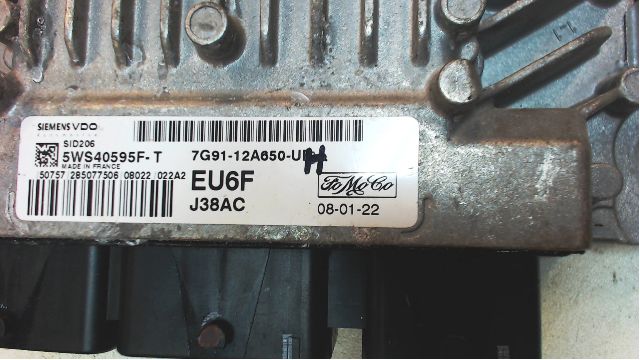 SIEMENS VDO
SID206
5WS40595F-T
MADE IN FRANCE
50757 285077506 08022 022A2
7G91-12A650-UH
EU6F
J38AC
FoMoCo
08-01-22